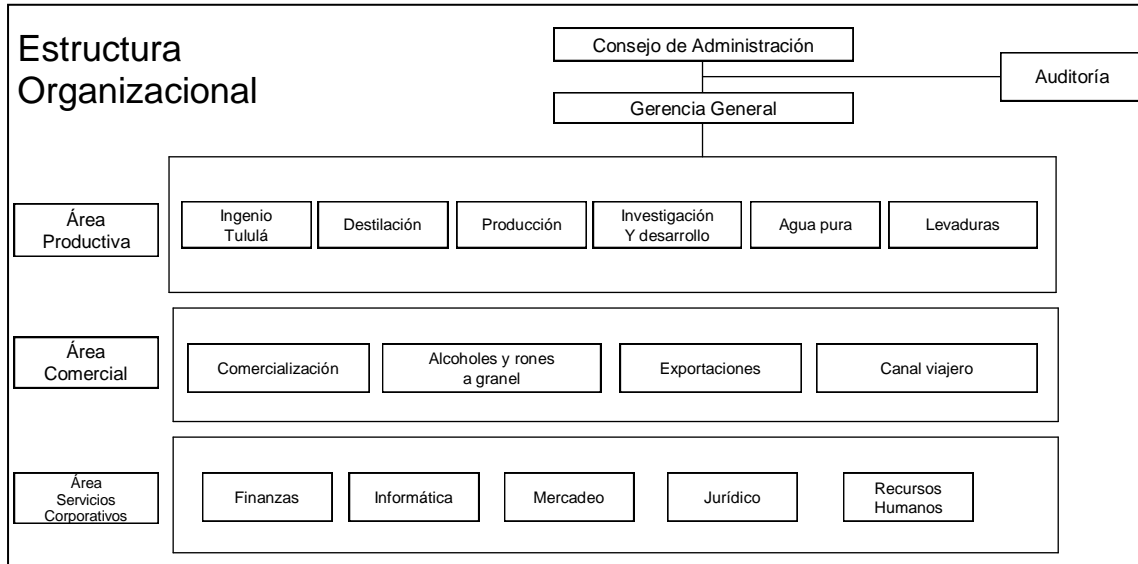 Estructura
Organizacional
Consejo de Administración
Auditoría
Gerencia General
Área
Productiva
Ingenio
Tululá
Destilación
Producción
Investigación
Y desarrollo
Agua pura
Levaduras
Área
Comercial
Comercialización
Alcoholes y rones
a granel
Exportaciones
Canal viajero
Área
Servicios
Corporativos
Finanzas
Informática
Mercadeo
Jurídico
Recursos
Humanos